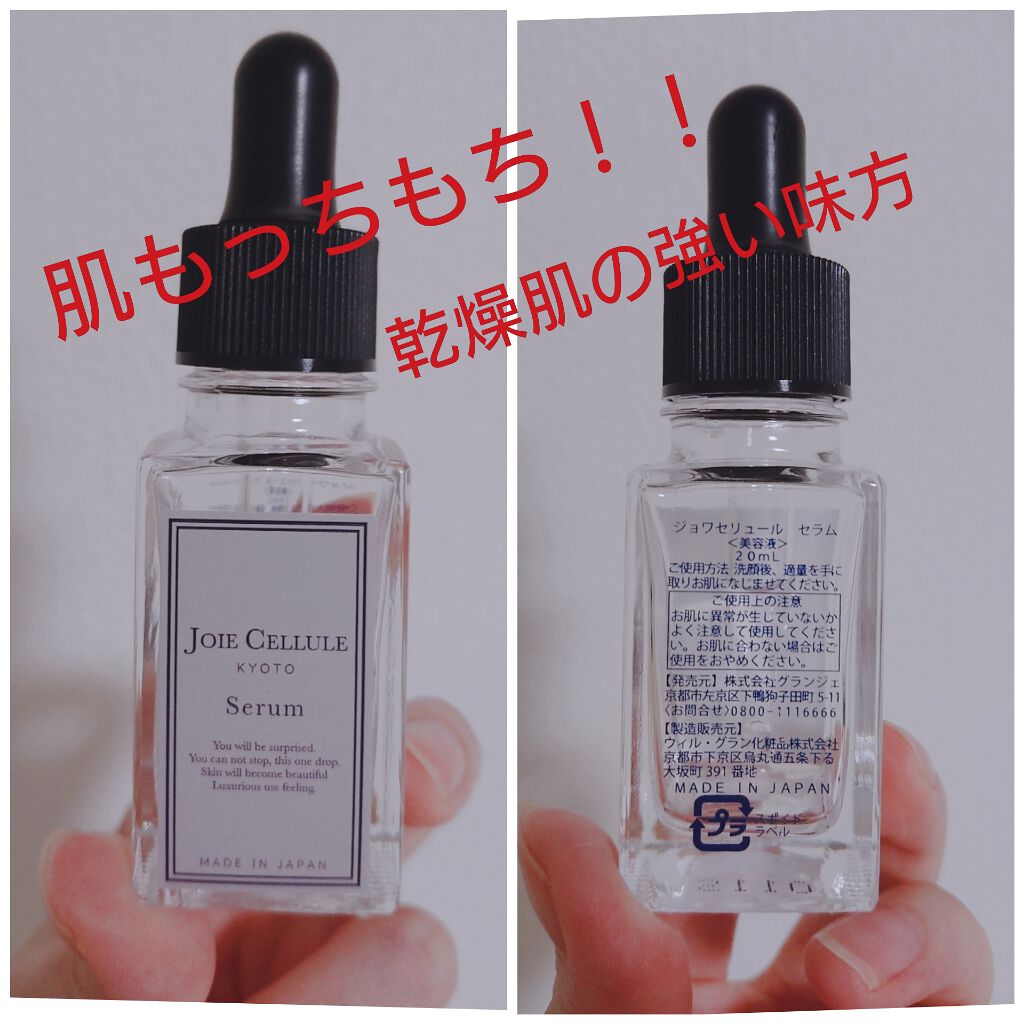 肌もっちもち！！
乾燥肌の強い味方
JOIE CELLULE
KYOTO
Serum
You will be surprised.
You can not stop, this one drop.
Skin will become beautiful
Luxurious use feeling.
MADE IN JAPAN
ジョワセリュール セラム
＜美容液＞
20mL
ご使用方法 洗顔後、適量を手に
取りお肌になじませてください。
ご使用上の注意
お肌に異常が生じていないか
よく注意して使用してくださ
い。お肌に合わない場合はご
使用をおやめください。
【発売元】株式会社グランジェ
京都市左京区下鴨狗子田町5-11
〈お問合せ〉0800-1116666
【製造販売元】
ウィル・グラン化粧品株式会社
京都市下京区烏丸通五条下る
大坂町 391 番地
MADE IN JAPAN
プラ
スポイド
ラベル